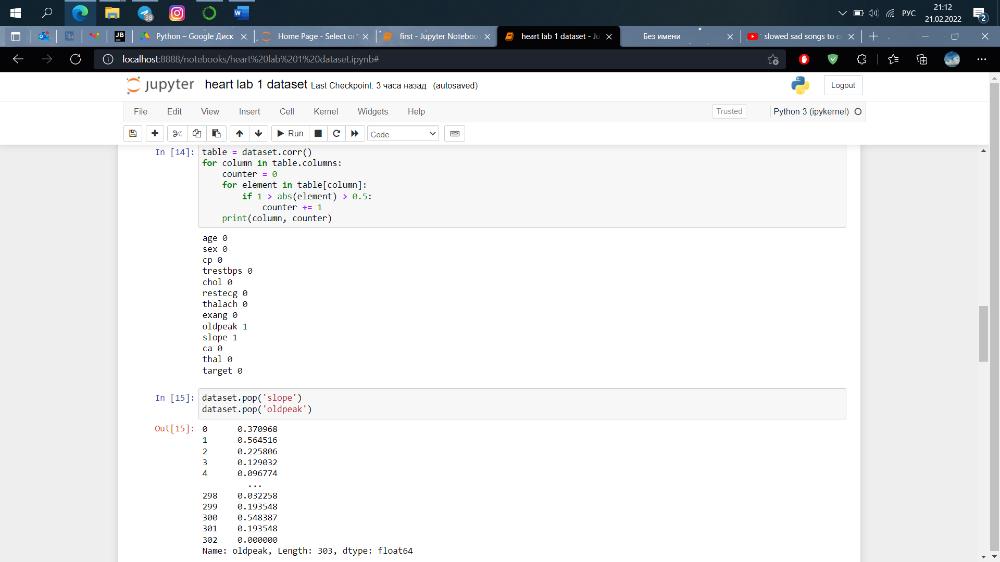 38
W
РУС
21:12
21.02.2022
2
JB
Python – Google Диск
Home Page - Select or
first - Jupyter Noteboo
heart lab 1 dataset - Ju
Без имени
slowed sad songs to cr
localhost:8888/notebooks/heart%20lab%201%20dataset.ipynb#
jupyter heart lab 1 dataset Last Checkpoint: 3 часа назад (autosaved)
Logout
File Edit View Insert Cell Kernel Widgets Help
Trusted
Python 3 (ipykernel)
Run
Code
In [14]:
table = dataset.corr()
for column in table.columns:
    counter = 0
    for element in table[column]:
        if 1 > abs(element) > 0.5:
            counter += 1
    print(column, counter)
age 0
sex 0
cp 0
trestbps 0
chol 0
restecg 0
thalach 0
exang 0
oldpeak 1
slope 1
ca 0
thal 0
target 0
In [15]:
dataset.pop('slope')
dataset.pop('oldpeak')
Out[15]:
0      0.370968
1      0.564516
2      0.225806
3      0.129032
4      0.096774
         ...
298    0.032258
299    0.193548
300    0.548387
301    0.193548
302    0.000000
Name: oldpeak, Length: 303, dtype: float64